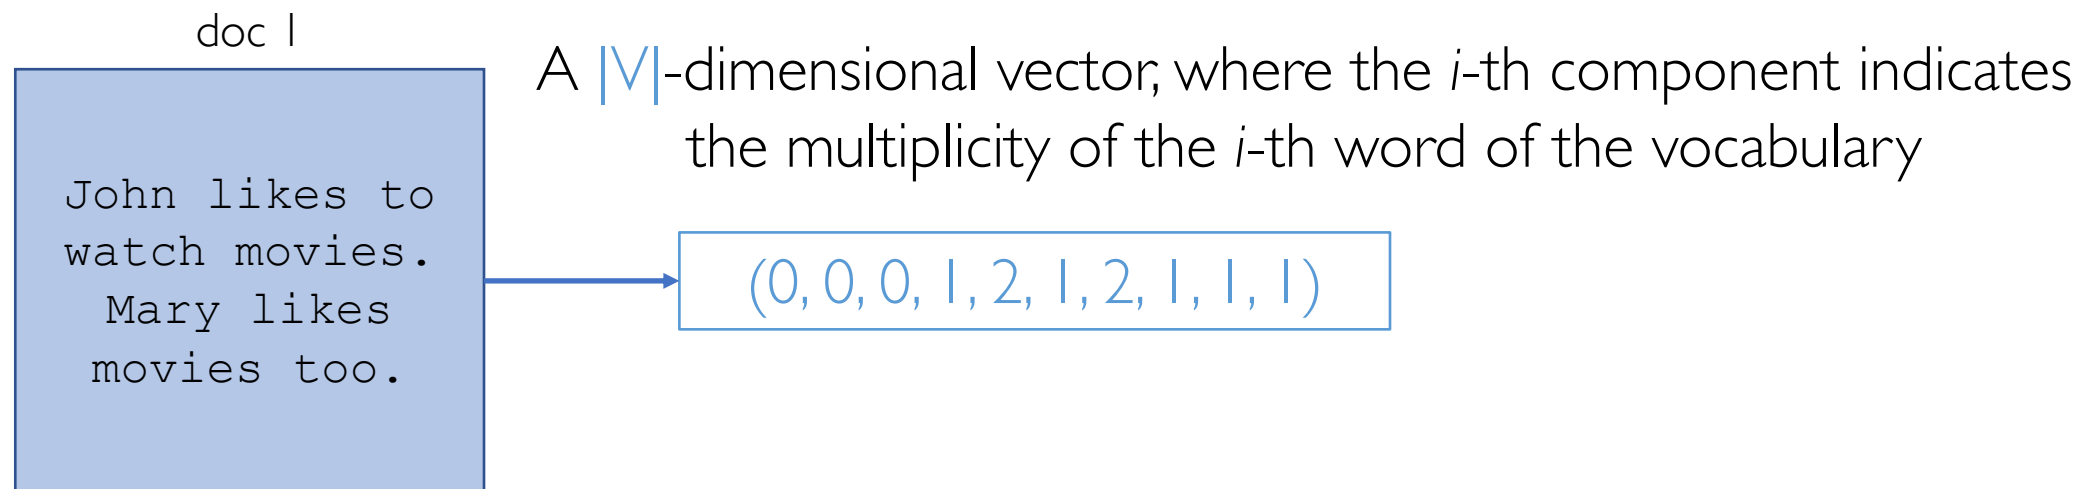 doc 1
John likes to
watch movies.
Mary likes
movies too.
A |V|-dimensional vector, where the i-th component indicates
the multiplicity of the i-th word of the vocabulary
(0, 0, 0, 1, 2, 1, 2, 1, 1, 1)